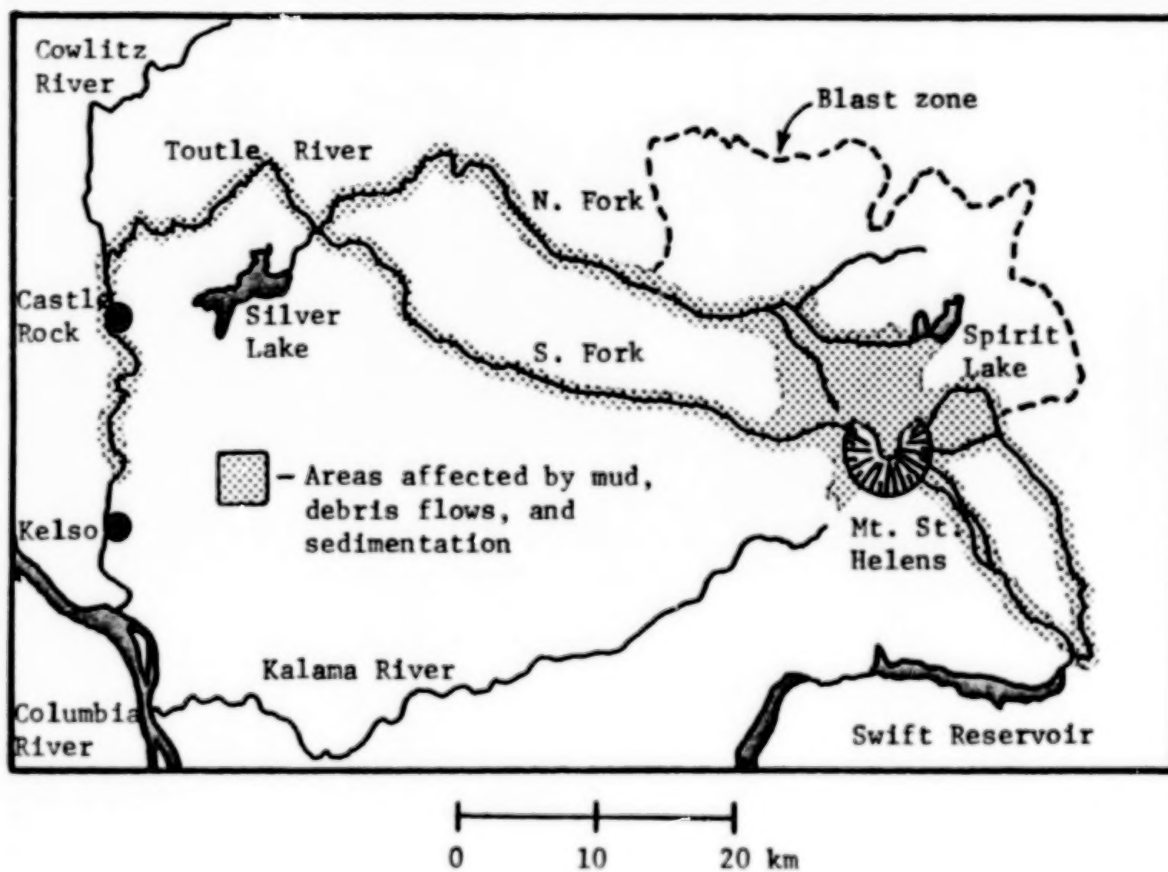 Cowlitz
River
Blast zone
Toutle River
N. Fork
Castle
Rock
Silver
Lake
S. Fork
Spirit
Lake
– Areas affected by mud,
debris flows, and
sedimentation
Kelso
Mt. St.
Helens
Kalama River
Columbia
River
Swift Reservoir
0 10 20 km